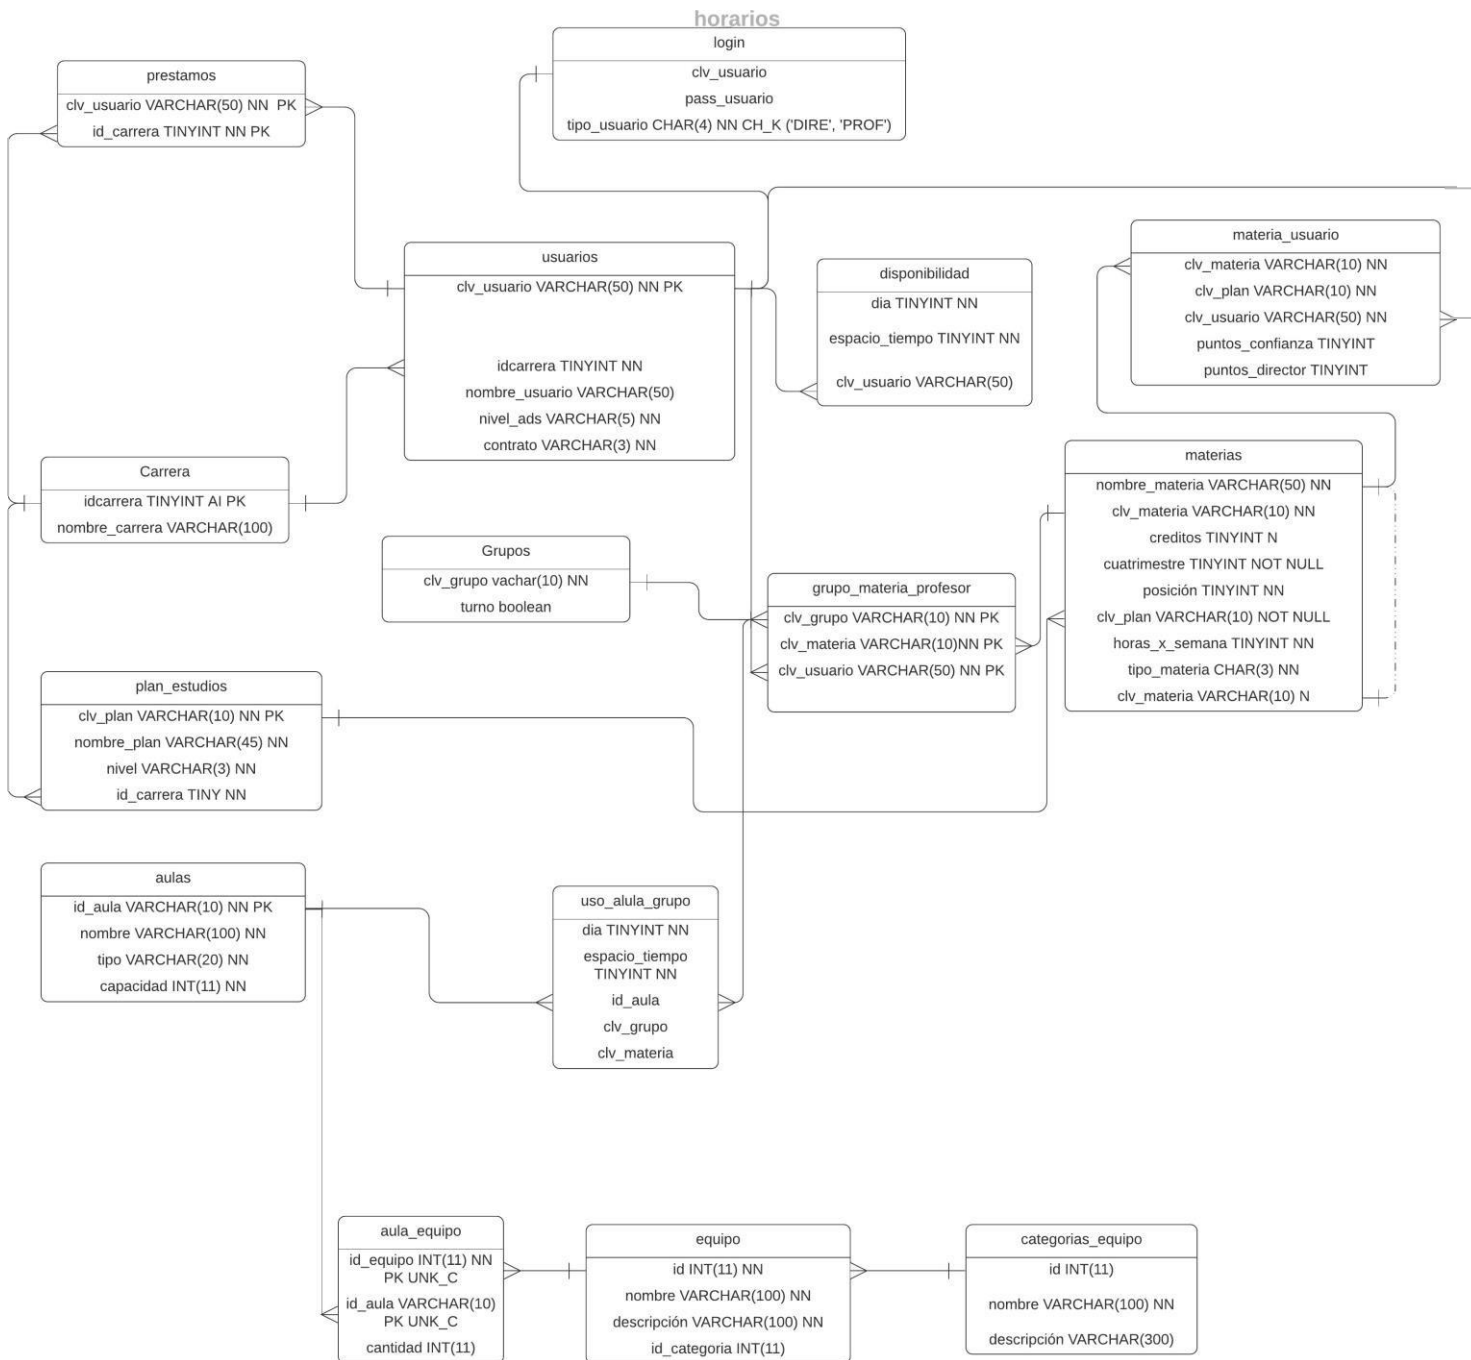 horarios
login
clv_usuario
pass_usuario
tipo_usuario CHAR(4) NN CH_K ('DIRE', 'PROF')
prestamos
clv_usuario VARCHAR(50) NN  PK
id_carrera TINYINT NN PK
usuarios
clv_usuario VARCHAR(50) NN PK
idcarrera TINYINT NN
nombre_usuario VARCHAR(50)
nivel_ads VARCHAR(5) NN
contrato VARCHAR(3) NN
disponibilidad
dia TINYINT NN
espacio_tiempo TINYINT NN
clv_usuario VARCHAR(50)
materia_usuario
clv_materia VARCHAR(10) NN
clv_plan VARCHAR(10) NN
clv_usuario VARCHAR(50) NN
puntos_confianza TINYINT
puntos_director TINYINT
Carrera
idcarrera TINYINT AI PK
nombre_carrera VARCHAR(100)
Grupos
clv_grupo vachar(10) NN
turno boolean
grupo_materia_profesor
clv_grupo VARCHAR(10) NN PK
clv_materia VARCHAR(10)NN PK
clv_usuario VARCHAR(50) NN PK
materias
nombre_materia VARCHAR(50) NN
clv_materia VARCHAR(10) NN
creditos TINYINT N
cuatrimestre TINYINT NOT NULL
posición TINYINT NN
clv_plan VARCHAR(10) NOT NULL
horas_x_semana TINYINT NN
tipo_materia CHAR(3) NN
clv_materia VARCHAR(10) N
plan_estudios
clv_plan VARCHAR(10) NN PK
nombre_plan VARCHAR(45) NN
nivel VARCHAR(3) NN
id_carrera TINY NN
aulas
id_aula VARCHAR(10) NN PK
nombre VARCHAR(100) NN
tipo VARCHAR(20) NN
capacidad INT(11) NN
uso_alula_grupo
dia TINYINT NN
espacio_tiempo
TINYINT NN
id_aula
clv_grupo
clv_materia
aula_equipo
id_equipo INT(11) NN
PK UNK_C
id_aula VARCHAR(10)
PK UNK_C
cantidad INT(11)
equipo
id INT(11) NN
nombre VARCHAR(100) NN
descripción VARCHAR(100) NN
id_categoria INT(11)
categorias_equipo
id INT(11)
nombre VARCHAR(100) NN
descripción VARCHAR(300)